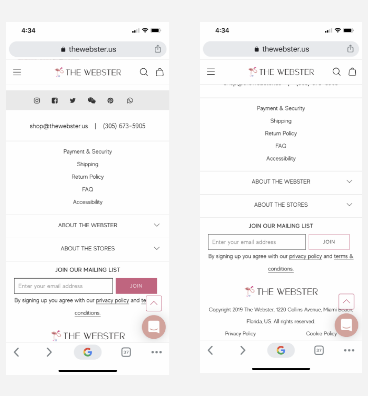 4:34
thewebster.us
THE WEBSTER
shop@thewebster.us | (305) 673-5905
Payment & Security
Shipping
Return Policy
FAQ
Accessibility
ABOUT THE WEBSTER
ABOUT THE STORES
JOIN OUR MAILING LIST
Enter your email address
JOIN
By signing up you agree with our privacy policy and
conditions.
THE WEBSTER
37
4:34
thewebster.us
THE WEBSTER
Payment & Security
Shipping
Return Policy
FAQ
Accessibility
ABOUT THE WEBSTER
ABOUT THE STORES
JOIN OUR MAILING LIST
Enter your email address
JOIN
By signing up you agree with our privacy policy and terms &
conditions.
THE WEBSTER
Copyright 2019 The Webster, 1220 Collins Avenue, Miami
Florida, US. All rights reserved.
Privacy Policy
Cookie Policy
37